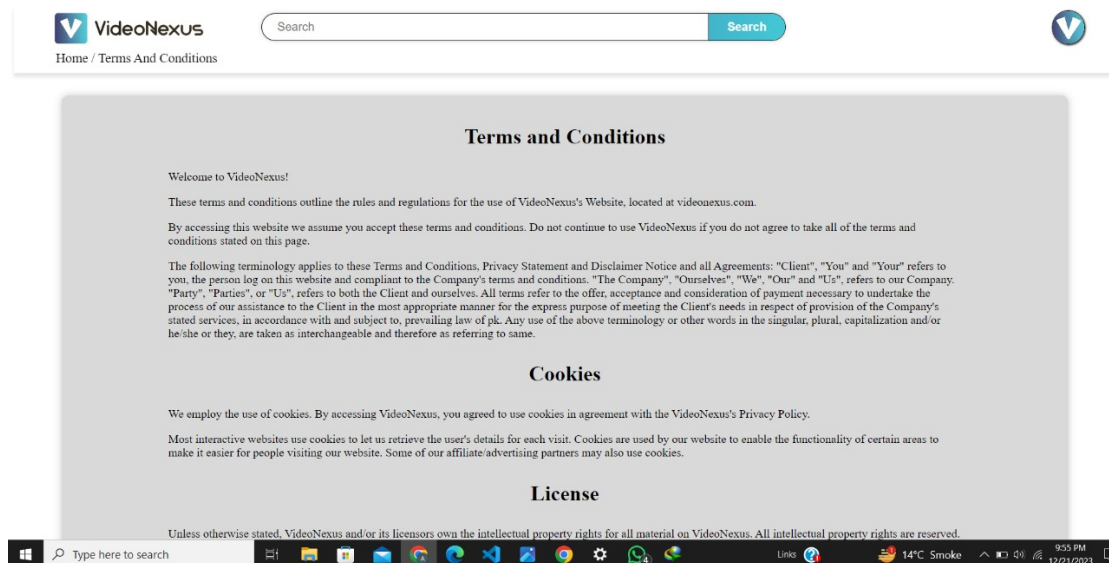 VideoNexus
Search
Search
Home / Terms And Conditions
Terms and Conditions
Welcome to VideoNexus!
These terms and conditions outline the rules and regulations for the use of VideoNexus's Website, located at videonexus.com.
By accessing this website we assume you accept these terms and conditions. Do not continue to use VideoNexus if you do not agree to take all of the terms and
conditions stated on this page.
The following terminology applies to these Terms and Conditions, Privacy Statement and Disclaimer Notice and all Agreements: "Client", "You" and "Your" refers to
you, the person log on this website and compliant to the Company's terms and conditions. "The Company", "Ourselves", "We", "Our" and "Us", refers to our Company.
"Party", "Parties", or "Us", refers to both the Client and ourselves. All terms refer to the offer, acceptance and consideration of payment necessary to undertake the
process of our assistance to the Client in the most appropriate manner for the express purpose of meeting the Client's needs in respect of provision of the Company's
stated services, in accordance with and subject to, prevailing law of pk. Any use of the above terminology or other words in the singular, plural, capitalization and/or
he/she or they, are taken as interchangeable and therefore as referring to same.
Cookies
We employ the use of cookies. By accessing VideoNexus, you agreed to use cookies in agreement with the VideoNexus's Privacy Policy.
Most interactive websites use cookies to let us retrieve the user's details for each visit. Cookies are used by our website to enable the functionality of certain areas to
make it easier for people visiting our website. Some of our affiliate/advertising partners may also use cookies.
License
Unless otherwise stated, VideoNexus and/or its licensors own the intellectual property rights for all material on VideoNexus. All intellectual property rights are reserved.
Type here to search
Links
14°C Smoke
9:55 PM
12/21/2023